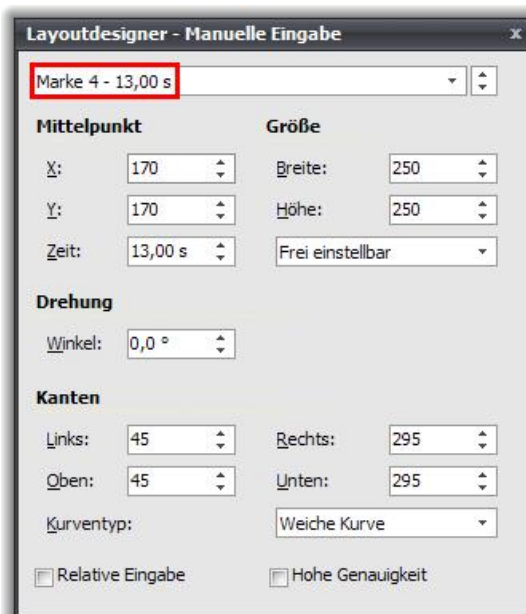 Layoutdesigner - Manuelle Eingabe x
Marke 4 - 13,00 s
Mittelpunkt Größe
X: 170 Breite: 250
Y: 170 Höhe: 250
Zeit: 13,00 s Frei einstellbar
Drehung
Winkel: 0,0 °
Kanten
Links: 45 Rechts: 295
Oben: 45 Unten: 295
Kurventyp: Weiche Kurve
Relative Eingabe Hohe Genauigkeit